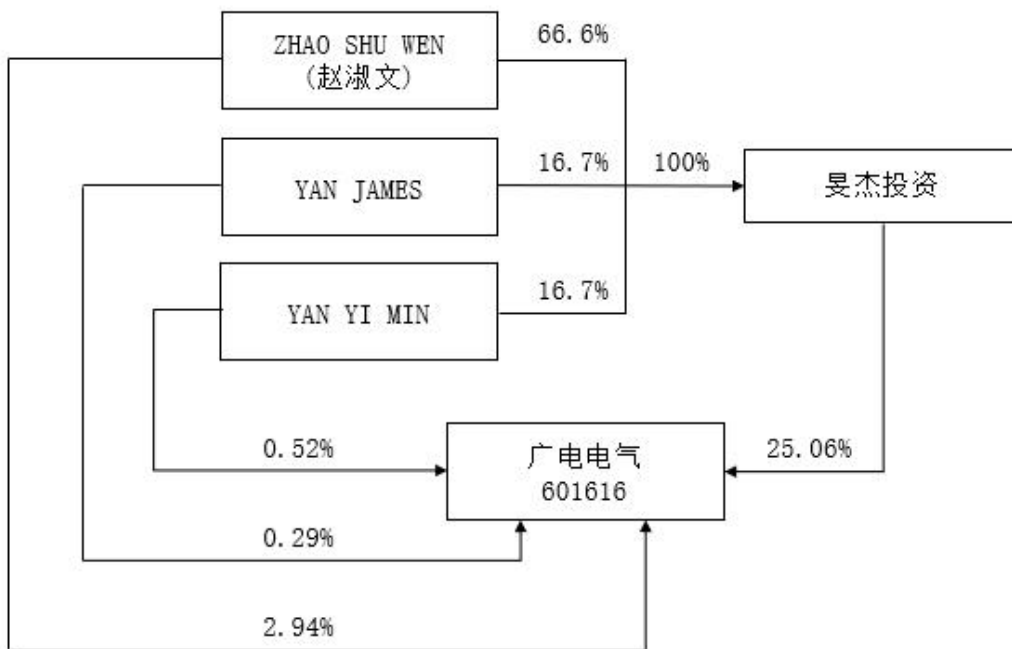 ZHAO SHU WEN
(赵淑文)
66.6%
YAN JAMES
16.7%
100%
旻杰投资
YAN YI MIN
16.7%
0.52%
广电电气
601616
25.06%
0.29%
2.94%